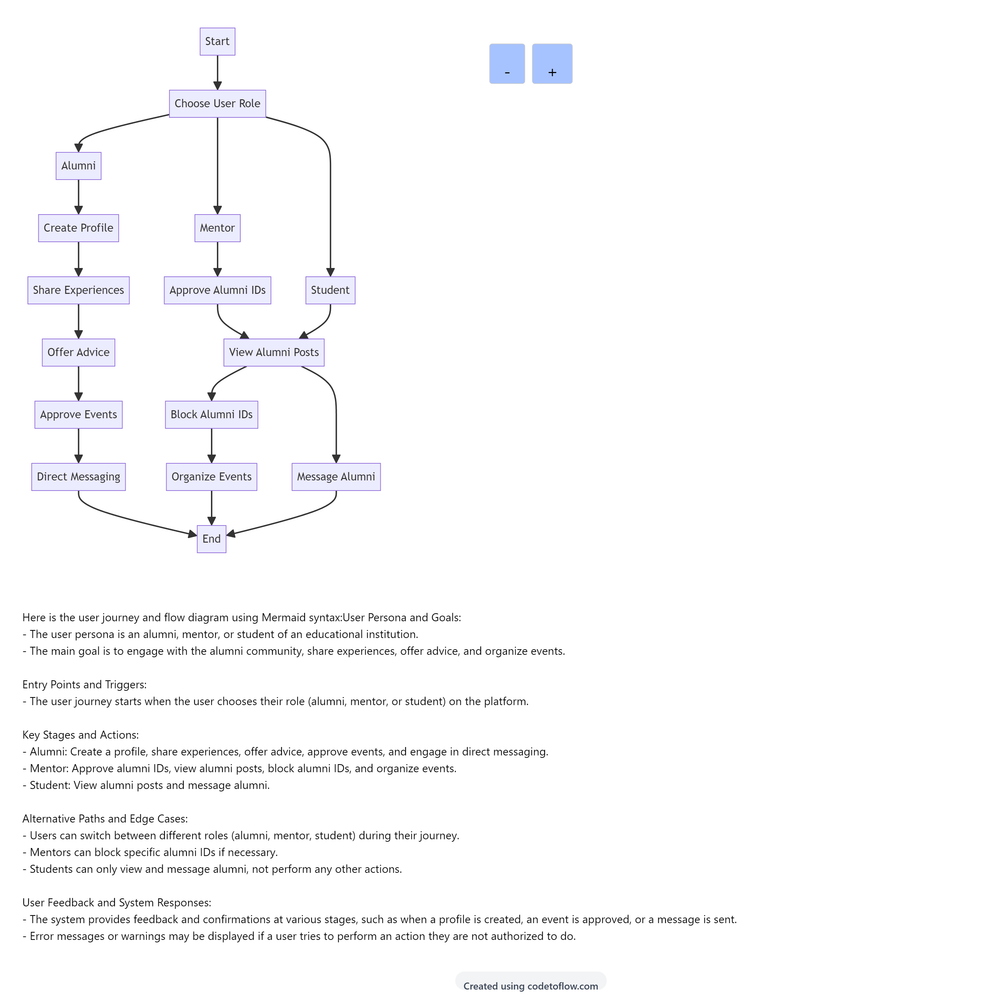 Start
-
+
Choose User Role
Alumni
Create Profile
Mentor
Share Experiences
Approve Alumni IDs
Student
Offer Advice
View Alumni Posts
Approve Events
Block Alumni IDs
Direct Messaging
Organize Events
Message Alumni
End
Here is the user journey and flow diagram using Mermaid syntax:User Persona and Goals:
- The user persona is an alumni, mentor, or student of an educational institution.
- The main goal is to engage with the alumni community, share experiences, offer advice, and organize events.
Entry Points and Triggers:
- The user journey starts when the user chooses their role (alumni, mentor, or student) on the platform.
Key Stages and Actions:
- Alumni: Create a profile, share experiences, offer advice, approve events, and engage in direct messaging.
- Mentor: Approve alumni IDs, view alumni posts, block alumni IDs, and organize events.
- Student: View alumni posts and message alumni.
Alternative Paths and Edge Cases:
- Users can switch between different roles (alumni, mentor, student) during their journey.
- Mentors can block specific alumni IDs if necessary.
- Students can only view and message alumni, not perform any other actions.
User Feedback and System Responses:
- The system provides feedback and confirmations at various stages, such as when a profile is created, an event is approved, or a message is sent.
- Error messages or warnings may be displayed if a user tries to perform an action they are not authorized to do.
Created using codetoflow.com